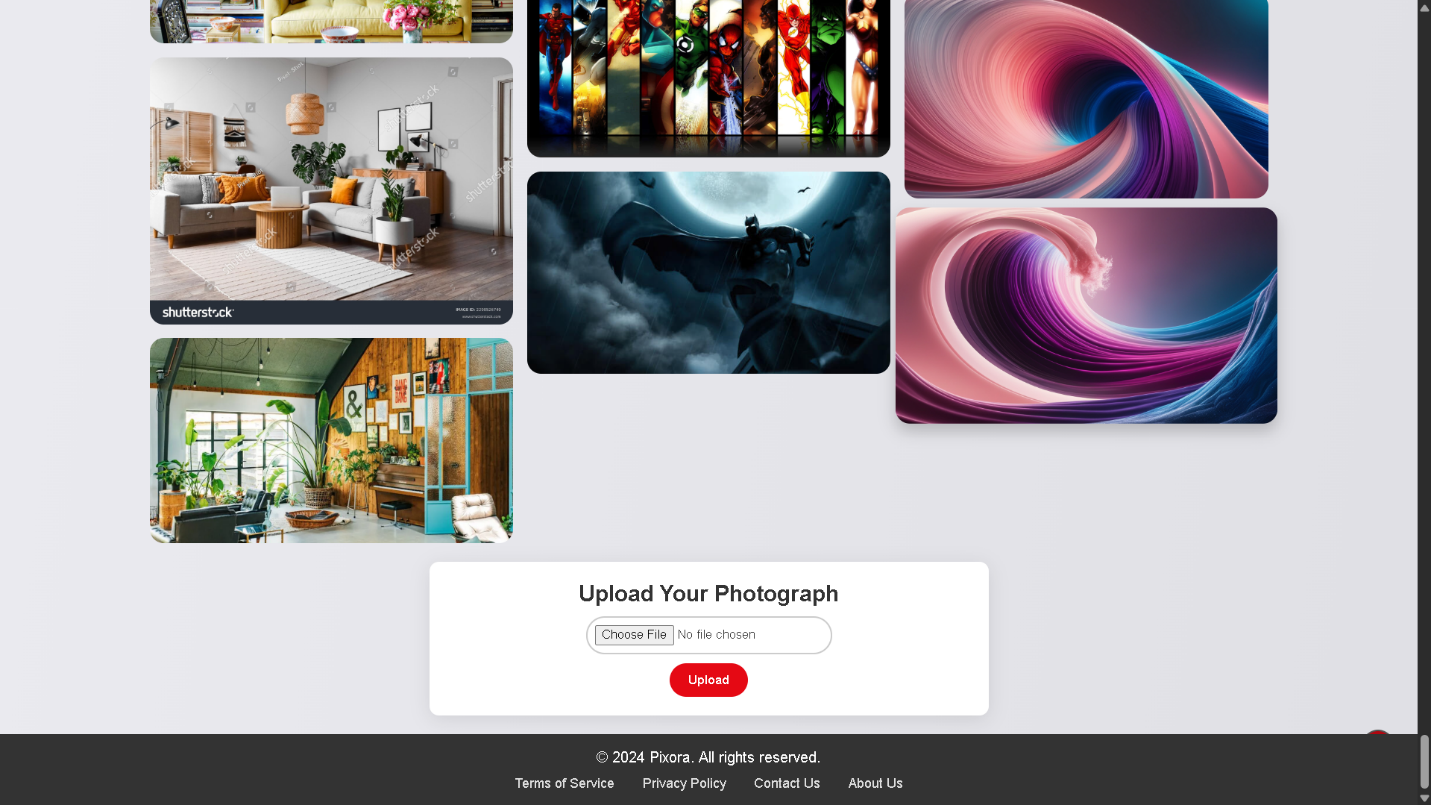 shutterstock
Upload Your Photograph
Choose File No file chosen
Upload
© 2024 Pixora. All rights reserved.
Terms of Service Privacy Policy Contact Us About Us